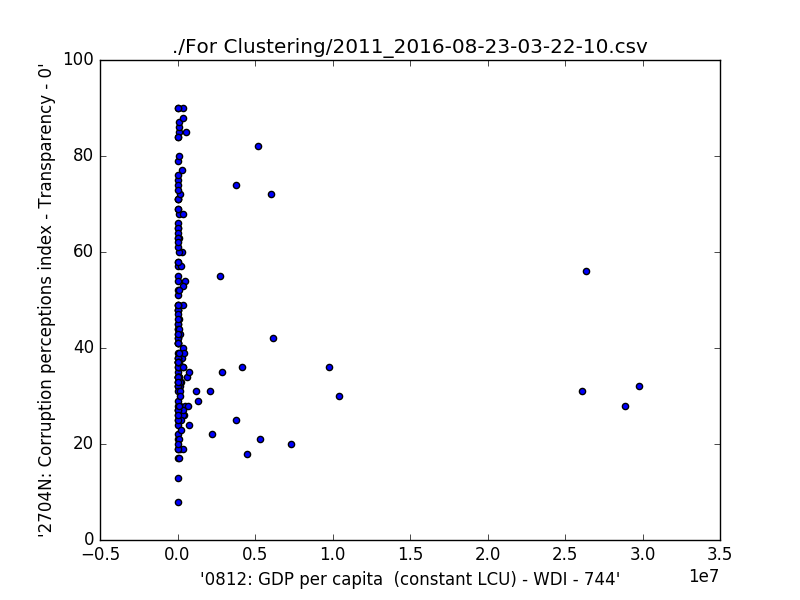 ./For Clustering/2011_2016-08-23-03-22-10.csv
100
80
60
40
20
0
'2704N: Corruption perceptions index - Transparency - 0'
−0.5 0.0 0.5 1.0 1.5 2.0 2.5 3.0 3.5
1e7
'0812: GDP per capita  (constant LCU) - WDI - 744'